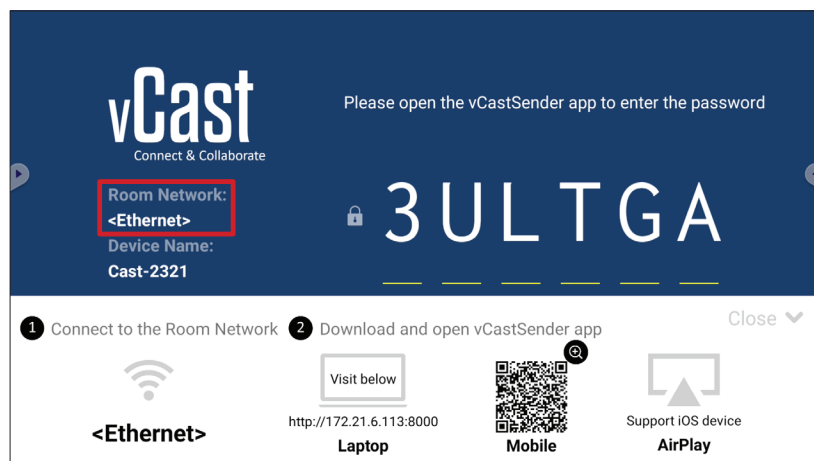 vCast
Connect & Collaborate
Please open the vCastSender app to enter the password
Room Network:
<Ethernet>
3ULTGA
Device Name:
Cast-2321
Close
1 Connect to the Room Network
2 Download and open vCastSender app
Visit below
<Ethernet>
http://172.21.6.113:8000
Laptop
Mobile
Support iOS device
AirPlay